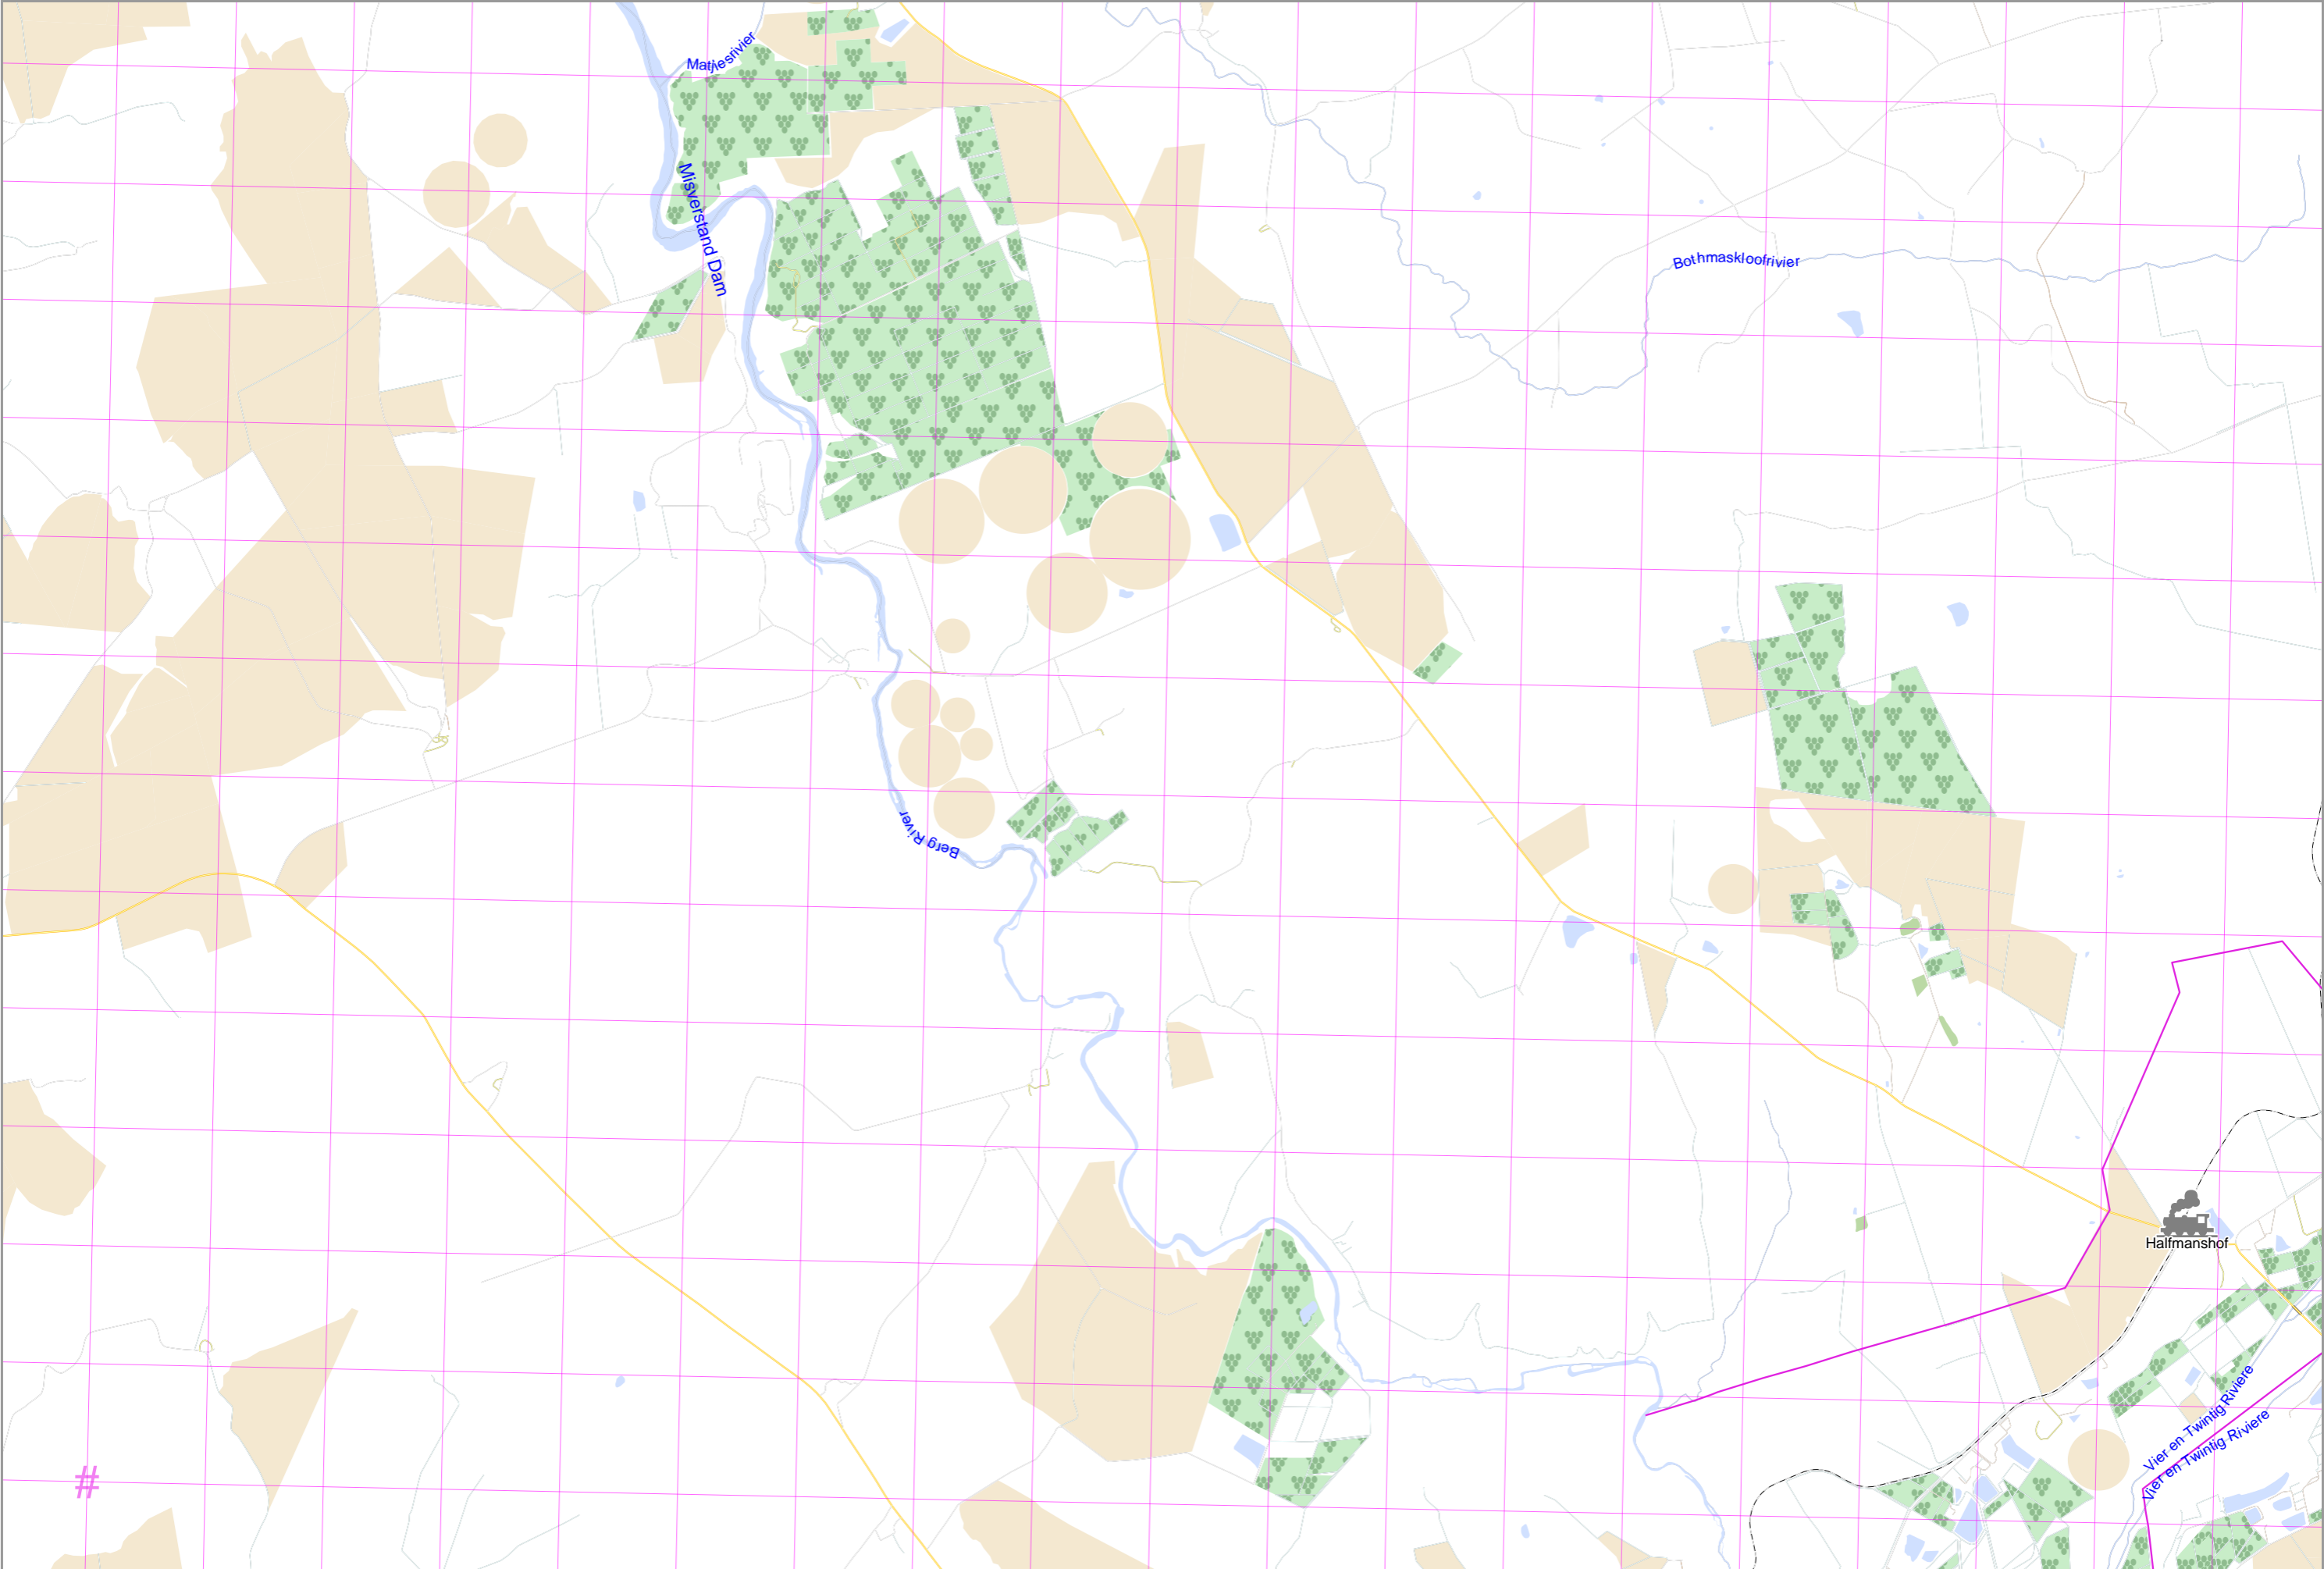 Matjiesrivier
Misverstand Dam
Bothmaskloofrivier
Berg River
Halfmanshof
Vier en Twintig Riviere
Vier en Twintig Riviere
#